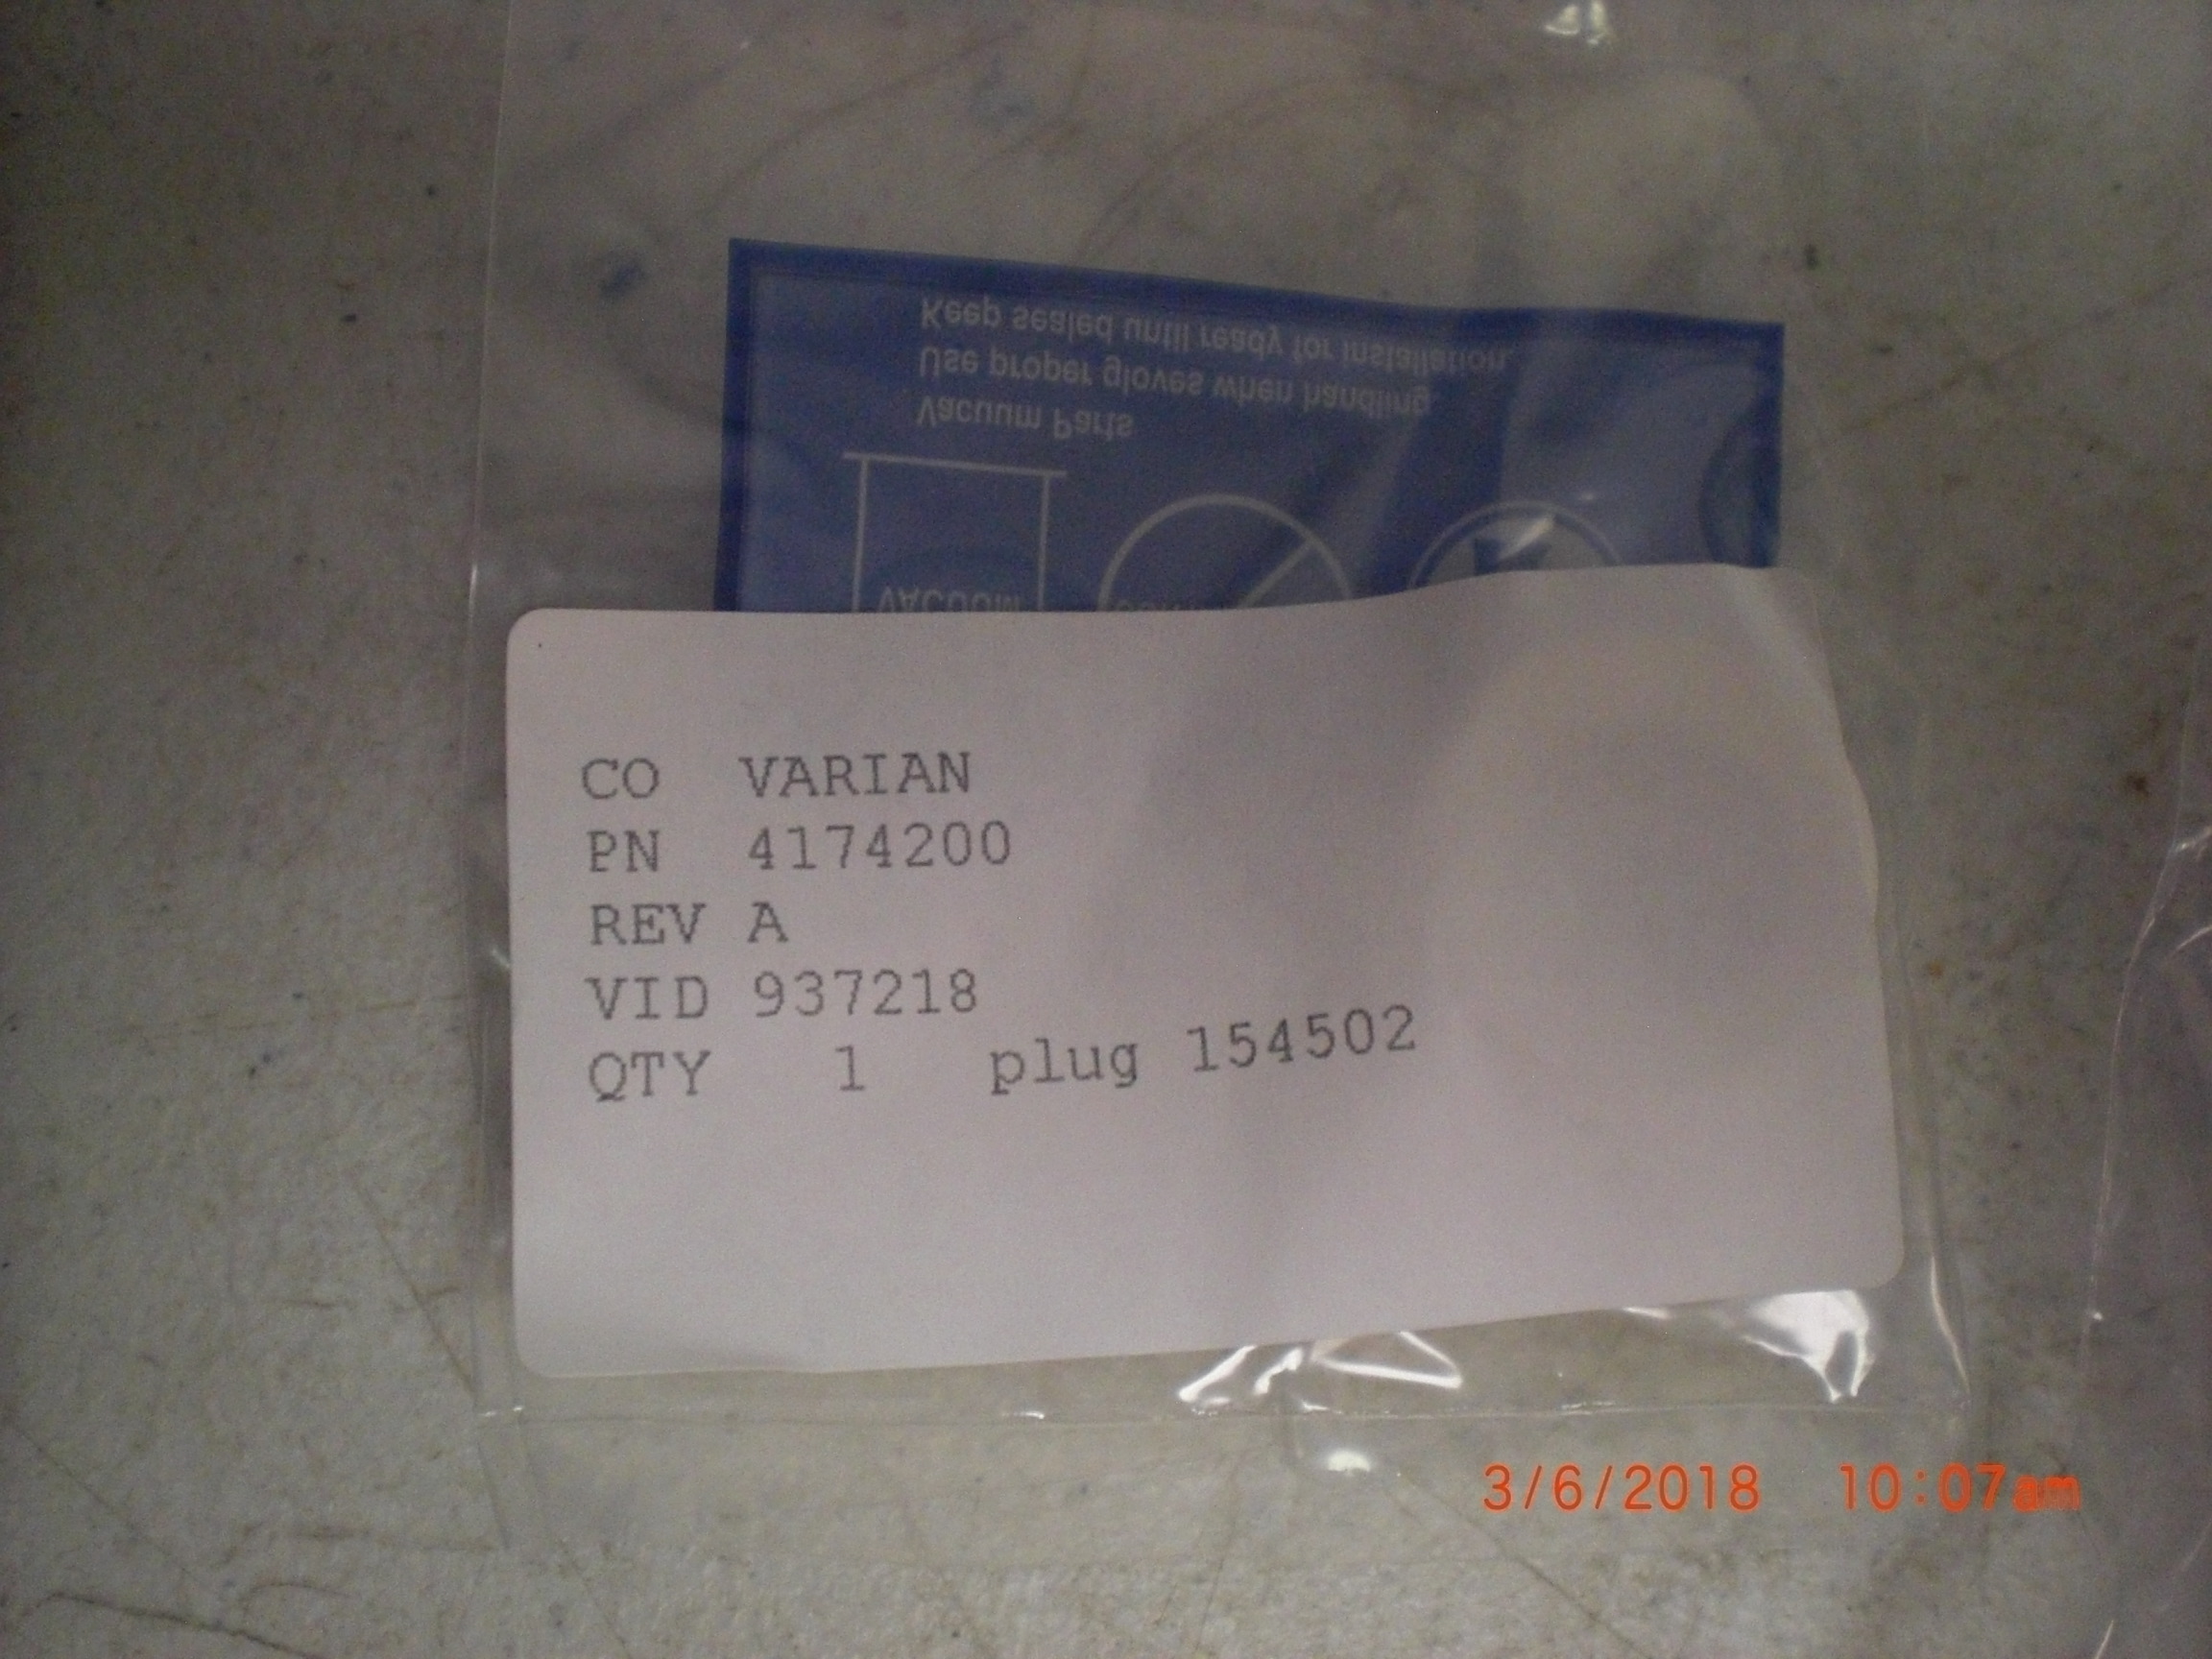 Keep sealed until ready for installation.
Use proper gloves when handling.
Vacuum Parts
VACUUM
CO VARIAN
PN 4174200
REV A
VID 937218
QTY 1 plug 154502
3/6/2018 10:07am